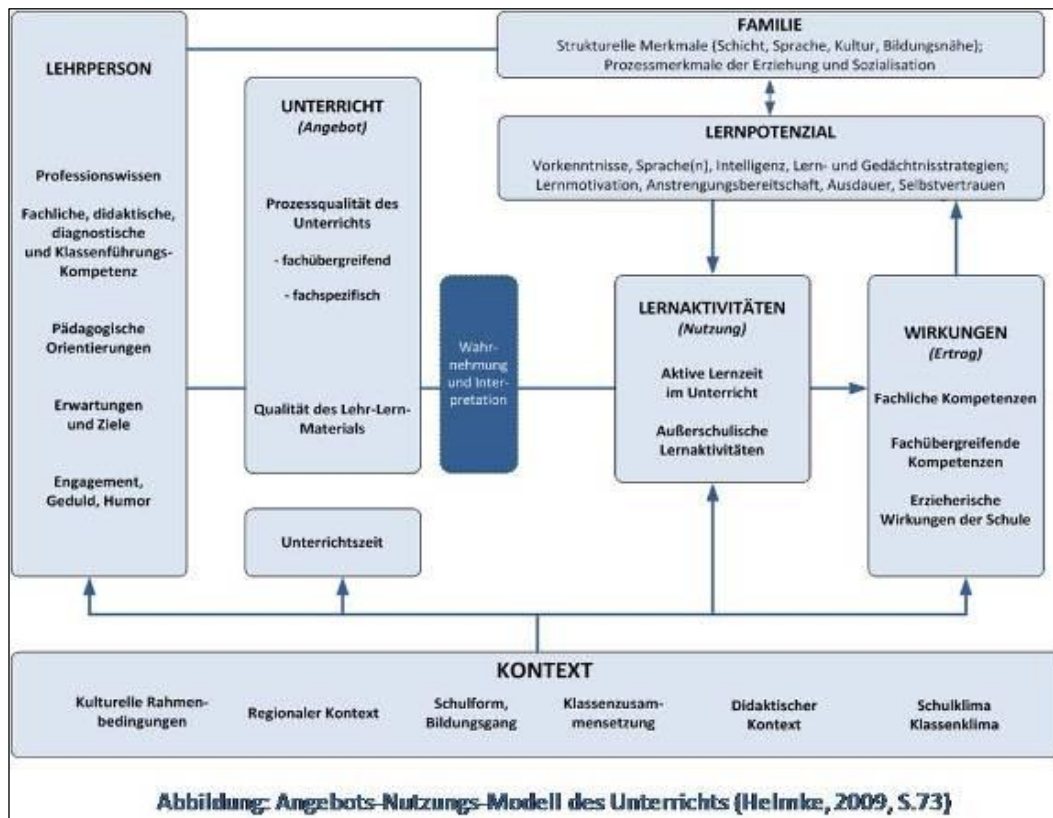 LEHRPERSON
Professionswissen
Fachliche, didaktische,
diagnostische
und Klassenführungs-
Kompetenz
Pädagogische
Orientierungen
Erwartungen
und Ziele
Engagement,
Geduld, Humor
UNTERRICHT
(Angebot)
Prozessqualität des
Unterrichts
- fachübergreifend
- fachspezifisch
Qualität des Lehr-Lern-
Materials
Unterrichtszeit
Wahr-
nehmung
und Inter-
pretation
FAMILIE
Strukturelle Merkmale (Schicht, Sprache, Kultur, Bildungsnähe);
Prozessmerkmale der Erziehung und Sozialisation
LERNPOTENZIAL
Vorkenntnisse, Sprache(n), Intelligenz, Lern- und Gedächtnisstrategien;
Lernmotivation, Anstrengungsbereitschaft, Ausdauer, Selbstvertrauen
LERNAKTIVITÄTEN
(Nutzung)
Aktive Lernzeit
im Unterricht
Außerschulische
Lernaktivitäten
WIRKUNGEN
(Ertrag)
Fachliche Kompetenzen
Fachübergreifende
Kompetenzen
Erzieherische
Wirkungen der Schule
KONTEXT
Kulturelle Rahmen-
bedingungen
Regionaler Kontext
Schulform,
Bildungsgang
Klassenzusam-
mensetzung
Didaktischer
Kontext
Schulklima
Klassenklima
Abbildung: Angebots-Nutzungs-Modell des Unterrichts (Helmke, 2009, S.73)